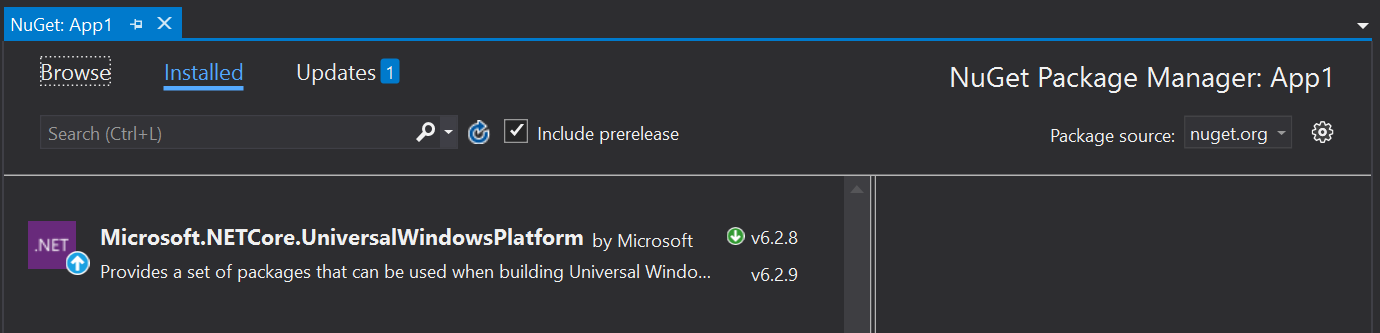 NuGet: App1
Browse Installed Updates 1
NuGet Package Manager: App1
Search (Ctrl+L)
Include prerelease
Package source: nuget.org
.NET
Microsoft.NETCore.UniversalWindowsPlatform by Microsoft
v6.2.8
Provides a set of packages that can be used when building Universal Windo...
v6.2.9